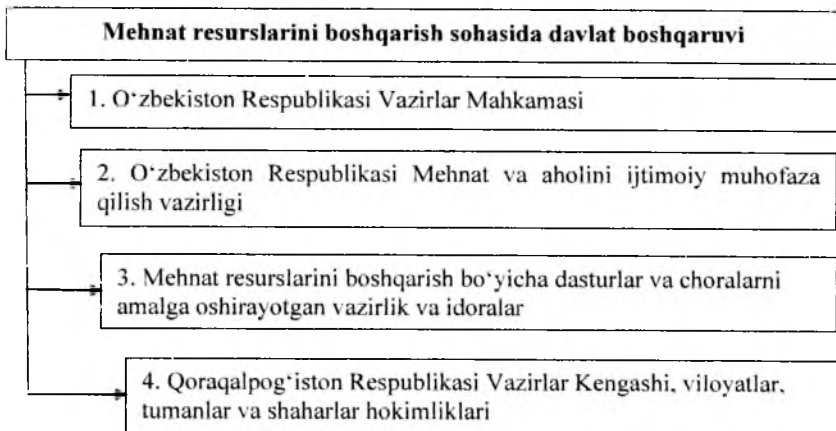 Mehnat resurslarini boshqarish sohasida davlat boshqaruvi
1. O‘zbekiston Respublikasi Vazirlar Mahkamasi
2. O‘zbekiston Respublikasi Mehnat va aholini ijtimoiy muhofaza
qilish vazirligi
3. Mehnat resurslarini boshqarish bo‘yicha dasturlar va choralarni
amalga oshirayotgan vazirlik va idoralar
4. Qoraqalpog‘iston Respublikasi Vazirlar Kengashi, viloyatlar,
tumanlar va shaharlar hokimliklari